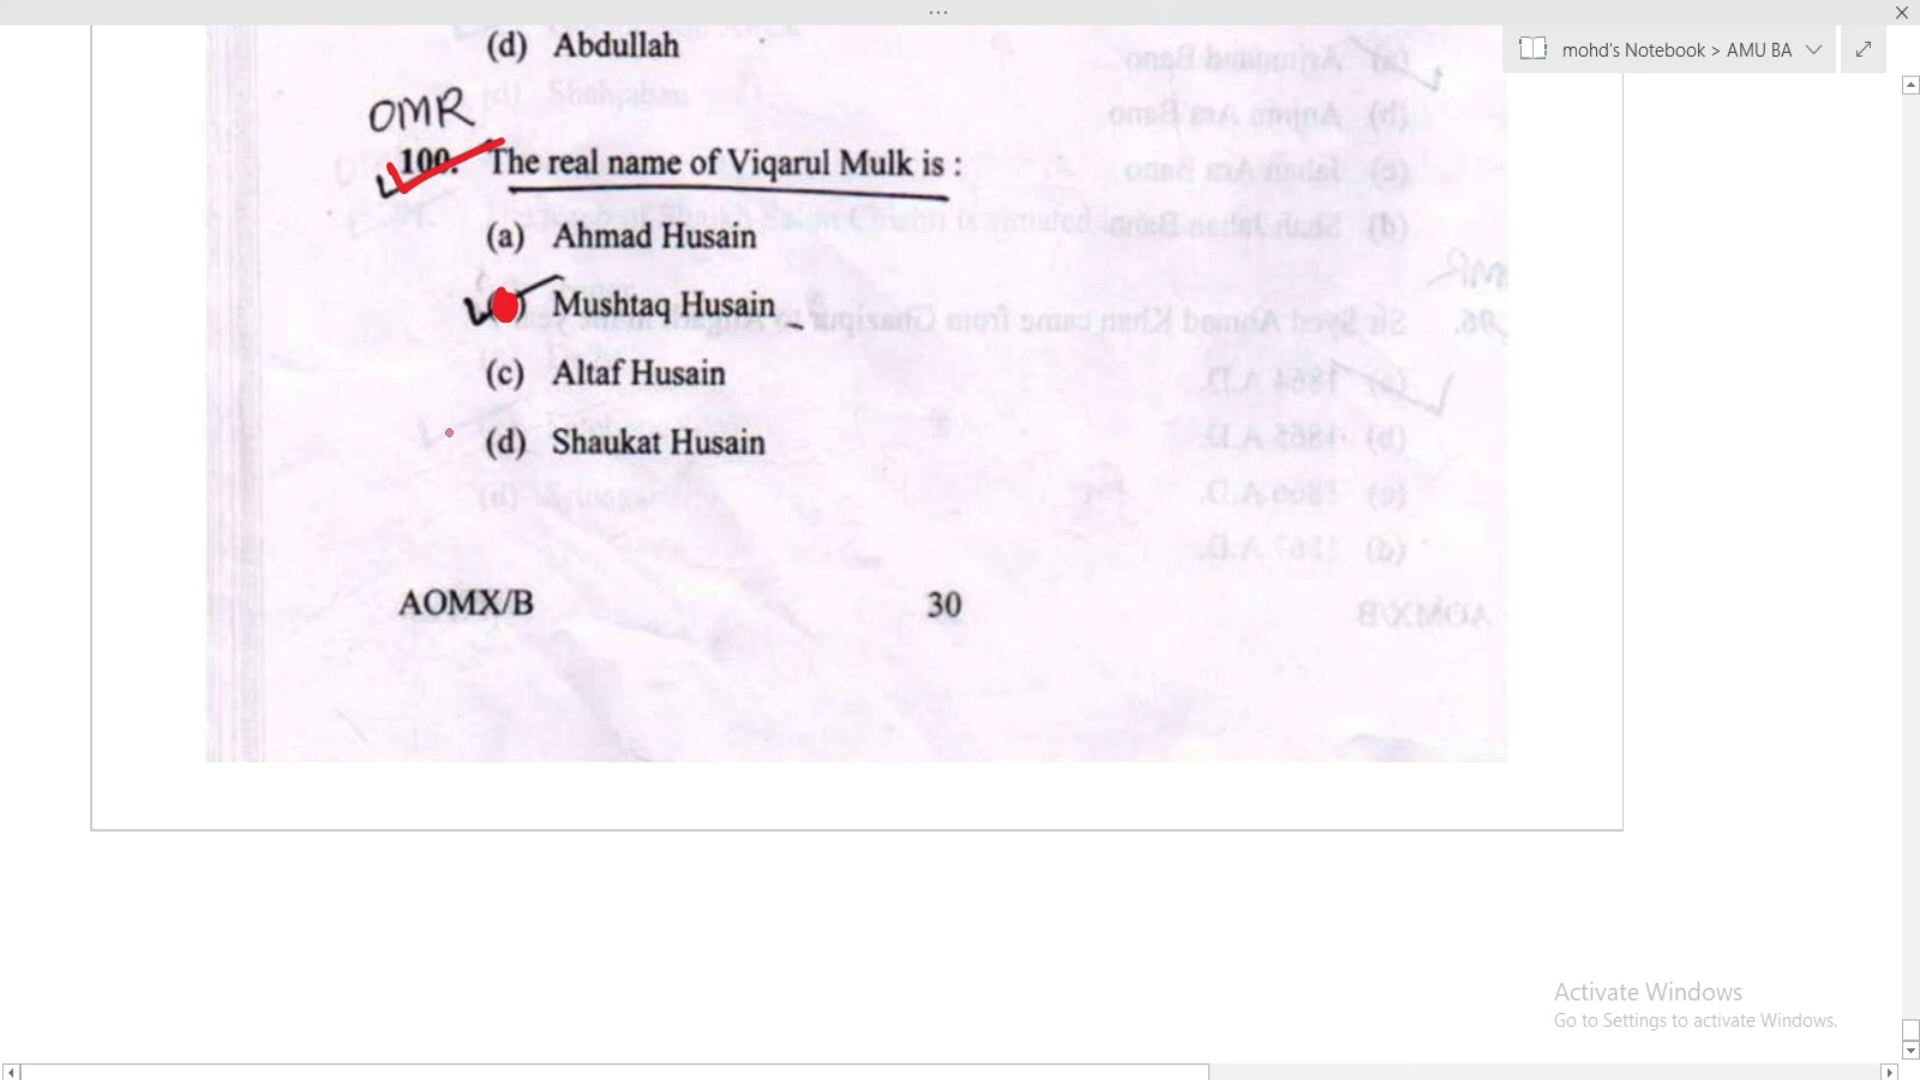 mohd's Notebook > AMU BA
(d) Abdullah
OMR
100. The real name of Viqarul Mulk is :
(a) Ahmad Husain
Mushtaq Husain
(c) Altaf Husain
(d) Shaukat Husain
AOMX/B 30
Activate Windows
Go to Settings to activate Windows.